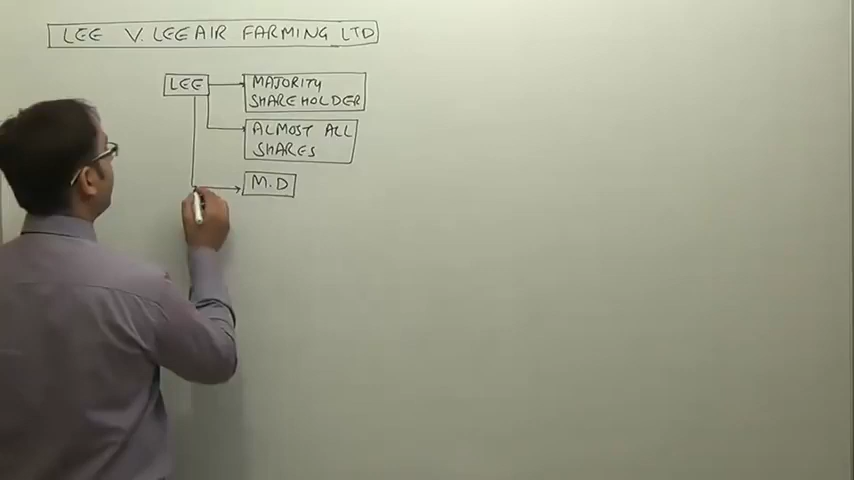 LEE V. LEE AIR FARMING LTD
LEE
MAJORITY
SHAREHOLDER
ALMOST ALL
SHARES
M.D